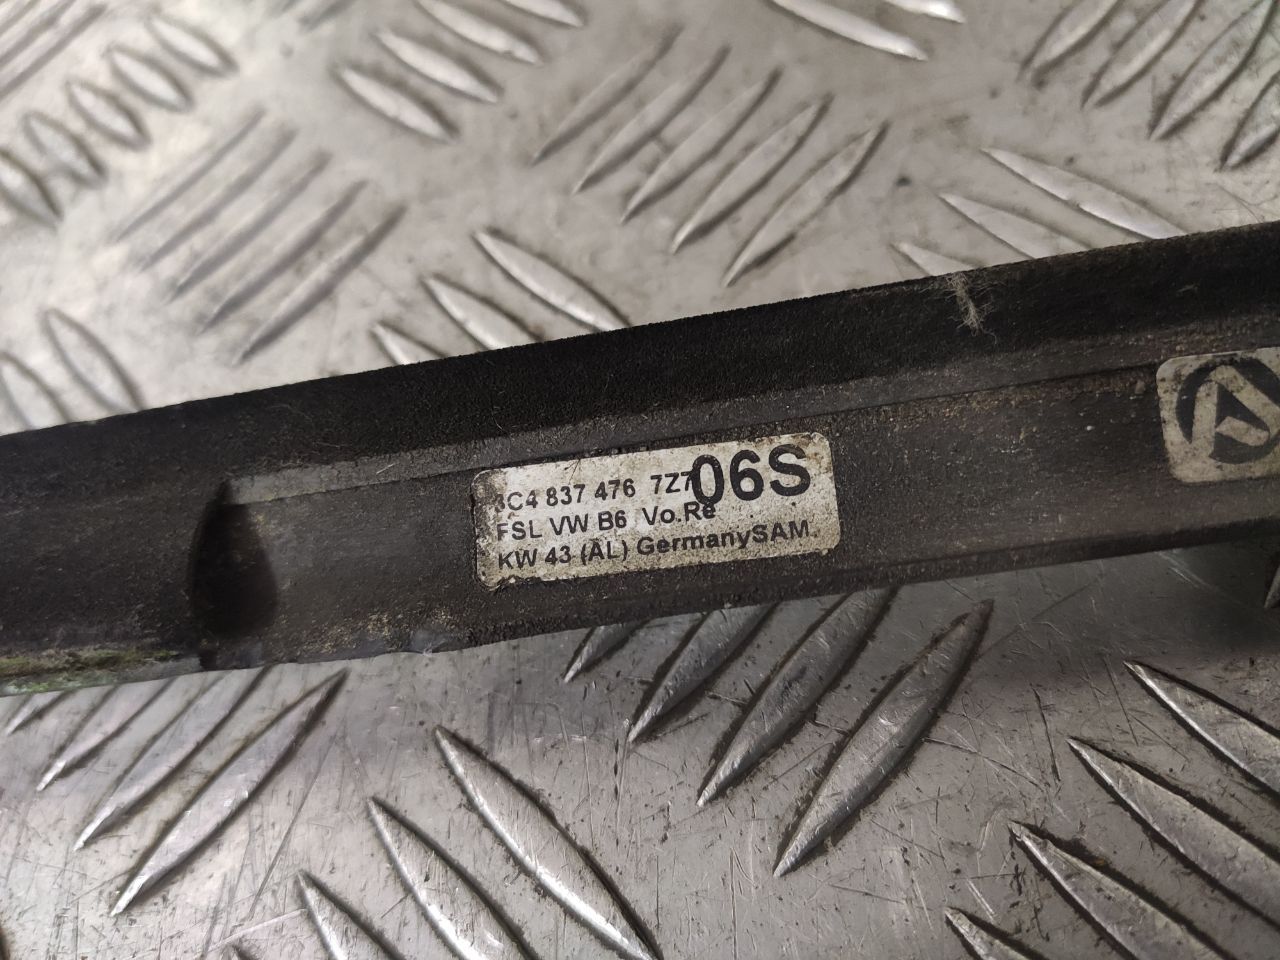 3C4 837 476 7Z7 06S
FSL VW B6 Vo.Re
KW 43 (AL) GermanySAM